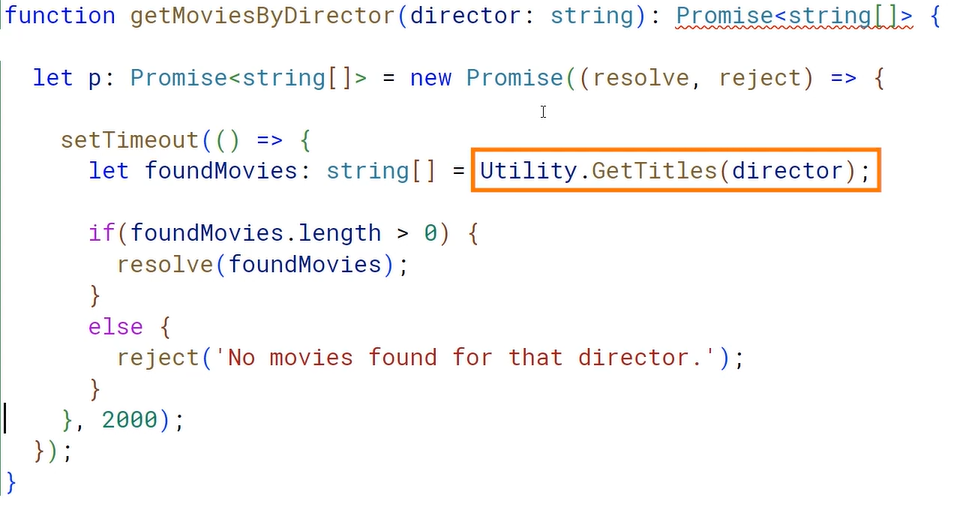 function getMoviesByDirector(director: string): Promise<string[]> {
let p: Promise<string[]> = new Promise((resolve, reject) => {
setTimeout(() => {
let foundMovies: string[] = Utility.GetTitles(director);
if(foundMovies.length > 0) {
resolve(foundMovies);
}
else {
reject('No movies found for that director.');
}
}, 2000);
});
}